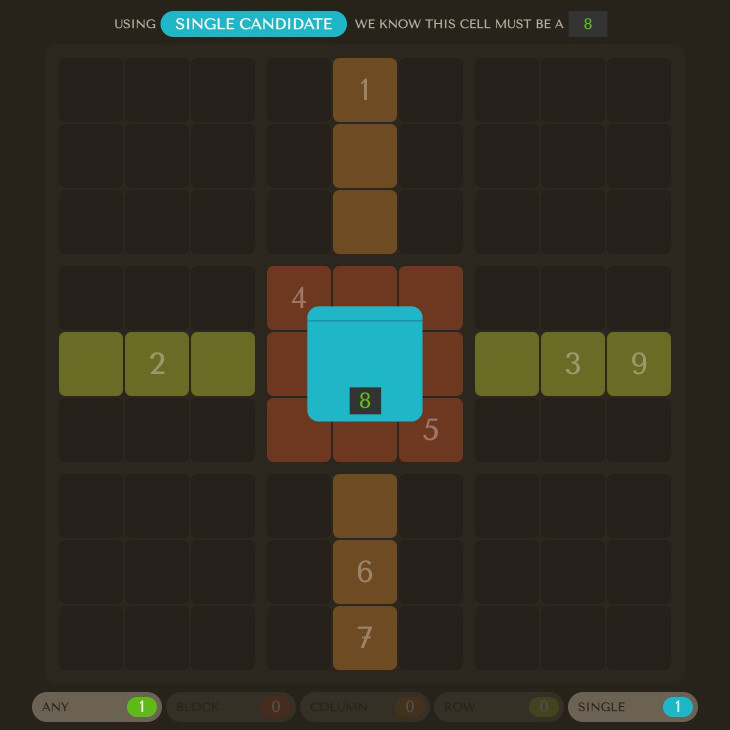 USING SINGLE CANDIDATE WE KNOW THIS CELL MUST BE A 8
1
4
2 3 9
8
5
6
7
ANY 1 BLOCK 0 COLUMN 0 ROW 0 SINGLE 1